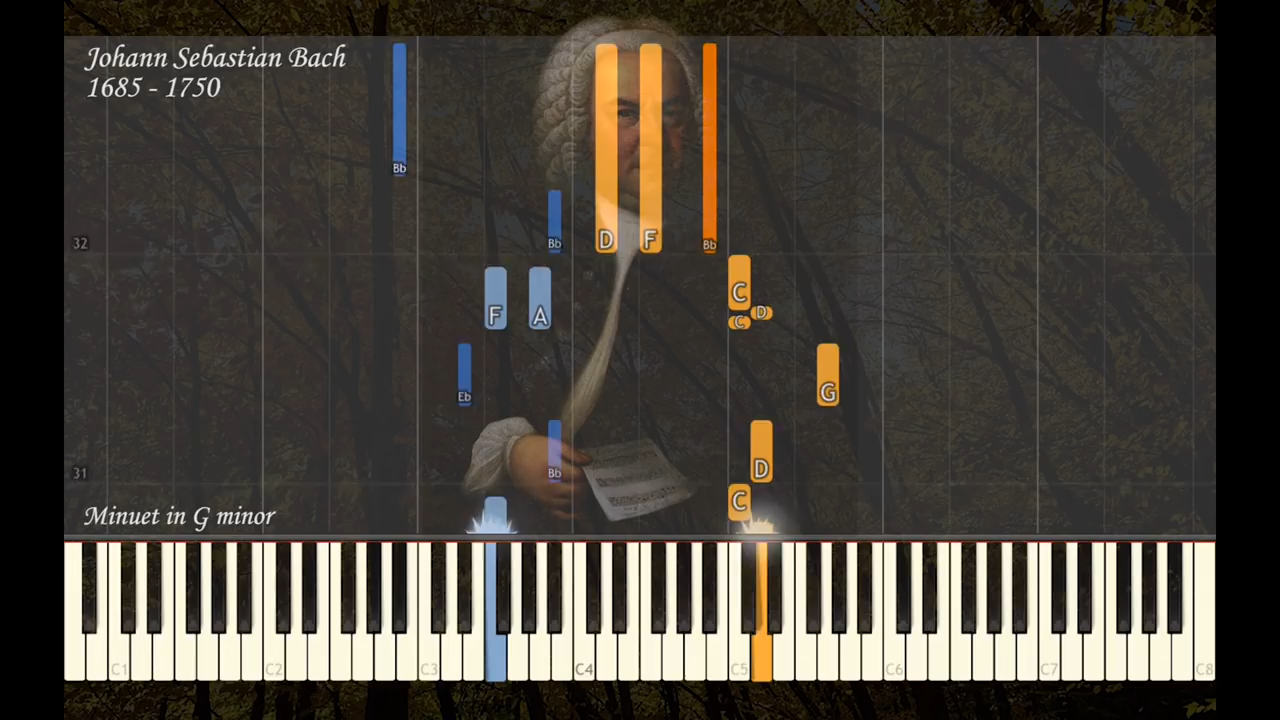 Johann Sebastian Bach
1685 - 1750
Bb
Bb D F Bb
32
C
F A C D
Eb G
Bb D
31
C
Minuet in G minor
C1 C2 C3 C4 C5 C6 C7 C8